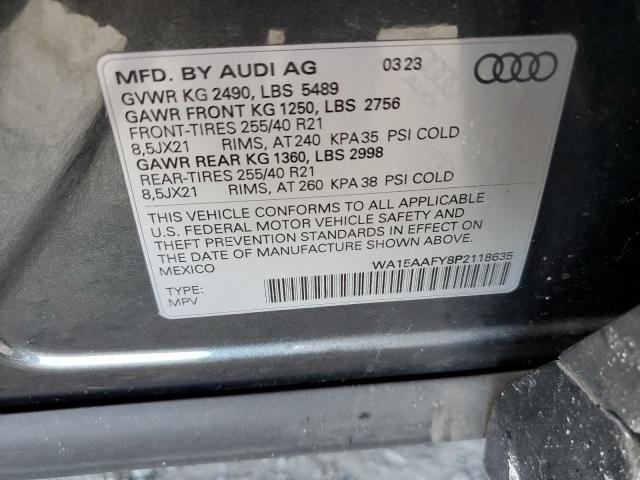 MFD. BY AUDI AG 03 23
GVWR KG 2490, LBS 5489
GAWR FRONT KG 1250, LBS 2756
FRONT-TIRES 255/40 R21
8,5JX21 RIMS, AT 240 KPA35 PSI COLD
GAWR REAR KG 1360, LBS 2998
REAR-TIRES 255/40 R21
8,5JX21 RIMS, AT 260 KPA 38 PSI COLD
THIS VEHICLE CONFORMS TO ALL APPLICABLE
U.S. FEDERAL MOTOR VEHICLE SAFETY AND
THEFT PREVENTION STANDARDS IN EFFECT ON
THE DATE OF MANUFACTURE SHOWN ABOVE.
MEXICO WA15AAFY8P2118635
TYPE:
MPV